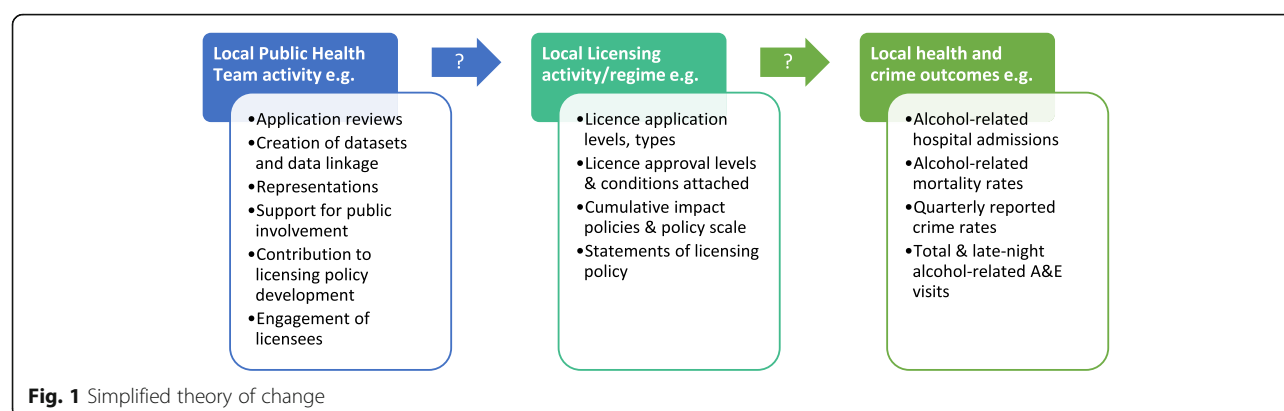 Local Public Health
Team activity e.g.
•Application reviews
•Creation of datasets
and data linkage
•Representations
•Support for public
involvement
•Contribution to
licensing policy
development
•Engagement of
licensees
?
Local Licensing
activity/regime e.g.
•Licence application
levels, types
•Licence approval levels
& conditions attached
•Cumulative impact
policies & policy scale
•Statements of licensing
policy
?
Local health and
crime outcomes e.g.
•Alcohol-related
hospital admissions
•Alcohol-related
mortality rates
•Quarterly reported
crime rates
•Total & late-night
alcohol-related A&E
visits
Fig. 1 Simplified theory of change